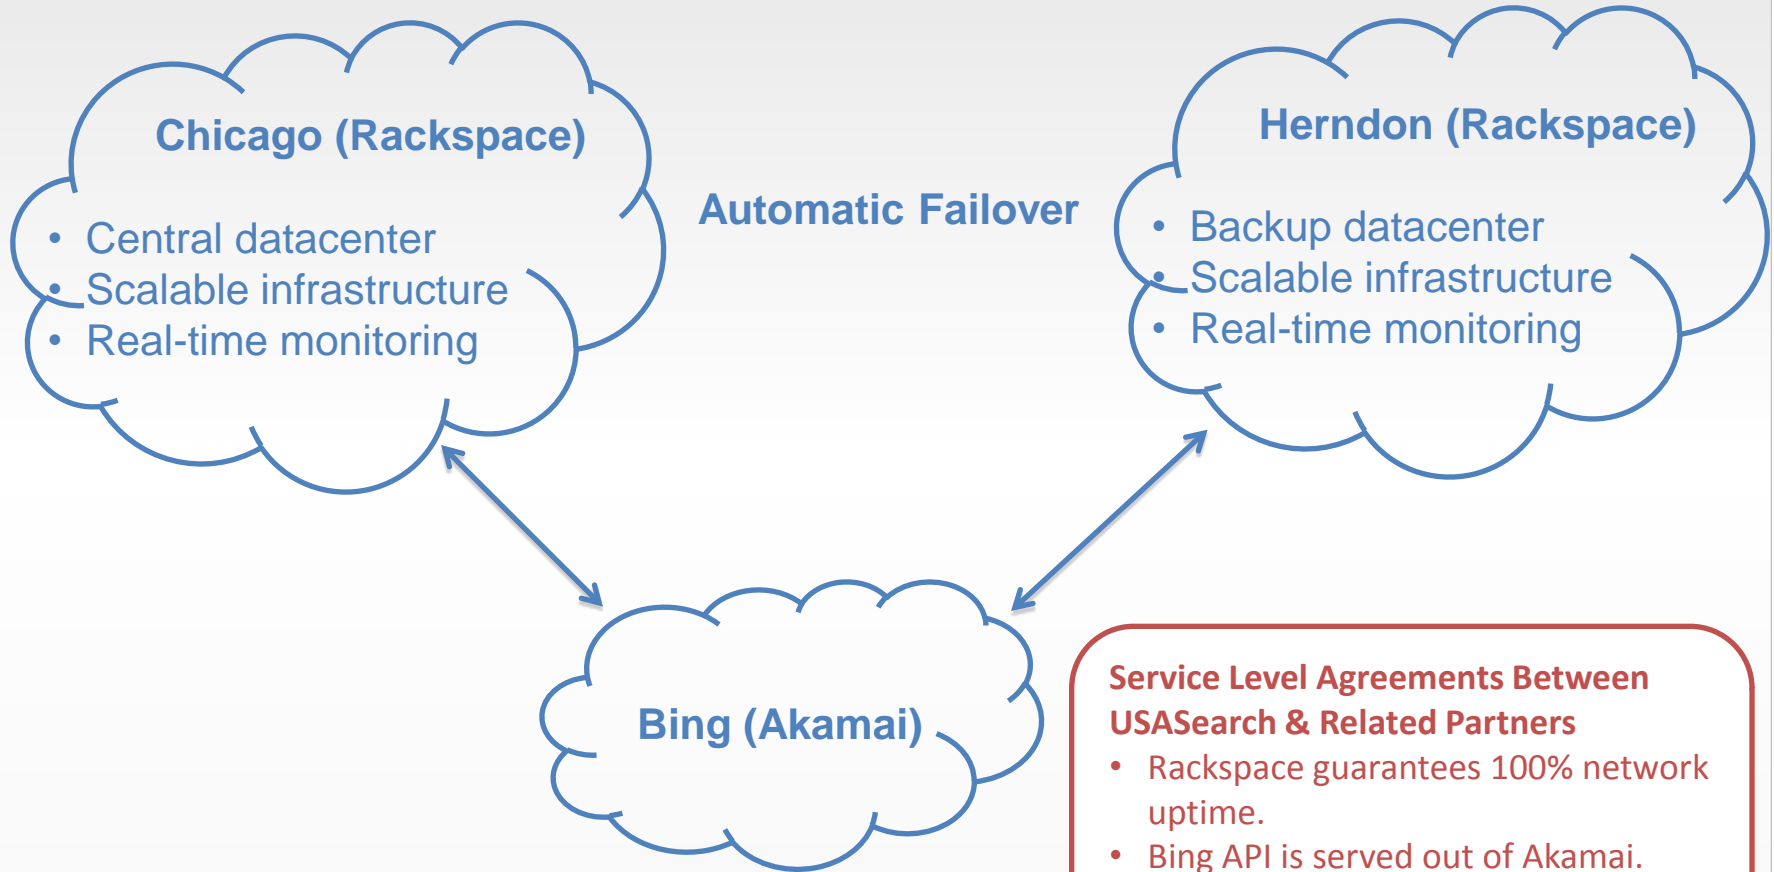 Chicago (Rackspace)
• Central datacenter
• Scalable infrastructure
• Real-time monitoring
Automatic Failover
Herndon (Rackspace)
• Backup datacenter
• Scalable infrastructure
• Real-time monitoring
Bing (Akamai)
Service Level Agreements Between
USASearch & Related Partners
• Rackspace guarantees 100% network
uptime.
• Bing API is served out of Akamai.